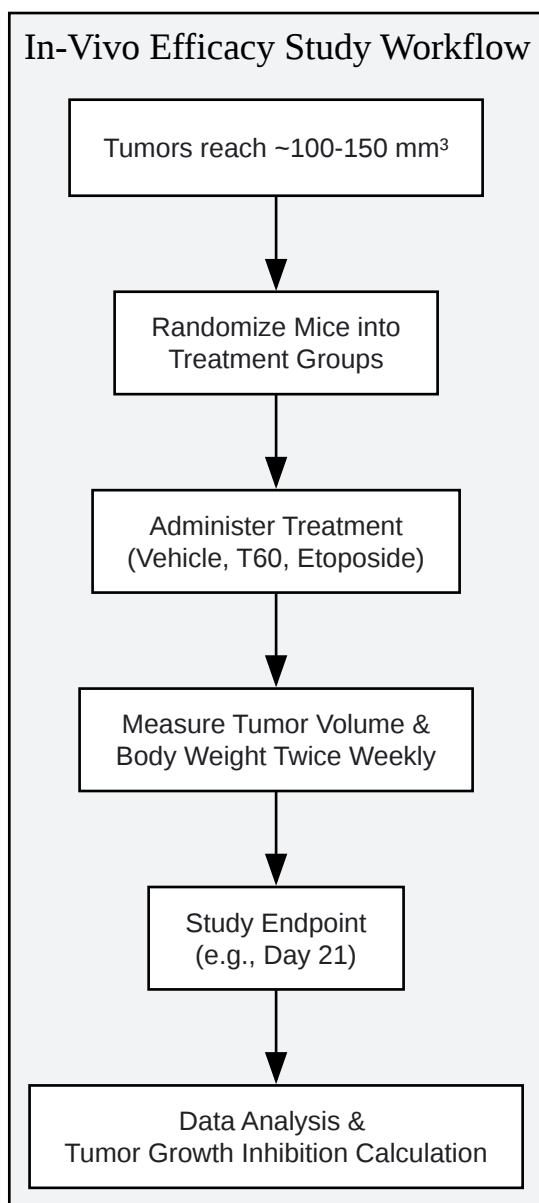 In-Vivo Efficacy Study Workflow
Tumors reach ~100-150 mm³
Randomize Mice into
Treatment Groups
Administer Treatment
(Vehicle, T60, Etoposide)
Measure Tumor Volume &
Body Weight Twice Weekly
Study Endpoint
(e.g., Day 21)
Data Analysis &
Tumor Growth Inhibition Calculation